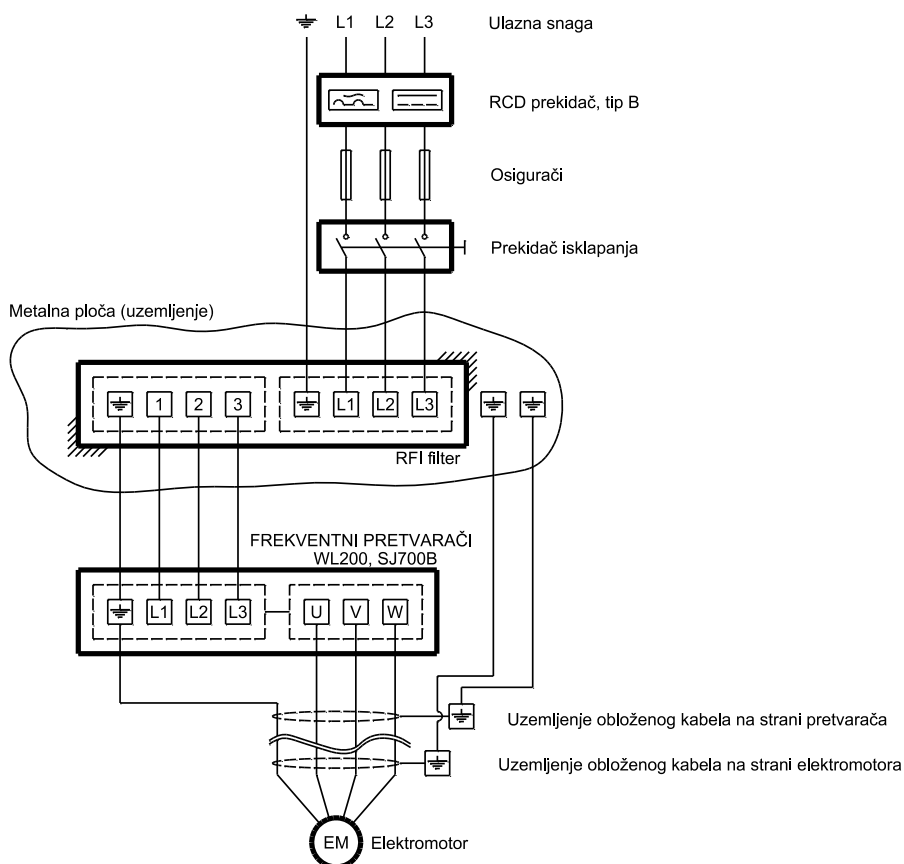 L1 L2 L3 Ulazna snaga
RCD prekidač, tip B
Osigurači
Prekidač isklapanja
Metalna ploča (uzemljenje)
1 2 3 L1 L2 L3
RFI filter
FREKVENTNI PRETVARAČI
WL200, SJ700B
L1 L2 L3 U V W
Uzemljenje obloženog kabela na strani pretvarača
Uzemljenje obloženog kabela na strani elektromotora
EM Elektromotor